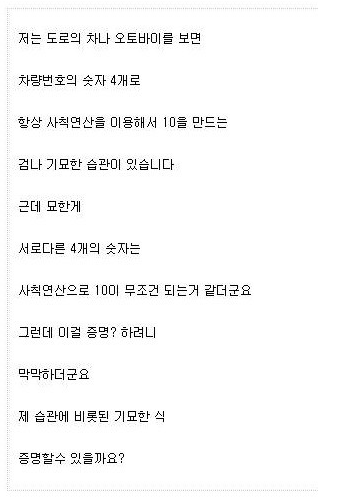 저는 도로의 차나 오토바이를 보면
차량번호의 숫자 4개로
항상 사칙연산을 이용해서 10을 만드는
검나 기묘한 습관이 있습니다
근데 묘한게
서로다른 4개의 숫자는
사칙연산으로 10이 무조건 되는거 같더군요
그런데 이걸 증명? 하려니
막막하더군요
제 습관에 비롯된 기묘한 식
증명할수 있을까요?